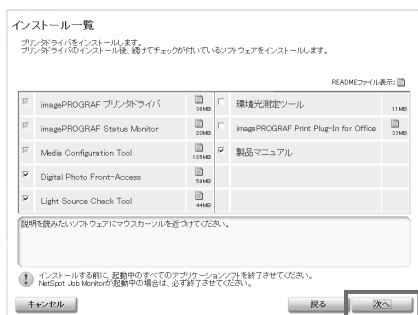 インストール一覧
プリンタドライバをインストールします。
プリンタドライバのインストール後、続けてチェックが付いているソフトウェアをインストールします。
READMEファイル表示:
imagePROGRAF プリンタドライバ
38MB
環境光測定ツール
11MB
imagePROGRAF Status Monitor
20MB
imagePROGRAF Print Plug-In for Office
33MB
Media Configuration Tool
125MB
製品マニュアル
Digital Photo Front-Access
59MB
Light Source Check Tool
44MB
説明を読みたいソフトウェアにマウスカーソルを近づけてください。
インストールする前に、起動中のすべてのアプリケーションソフトを終了させてください。
NetSpot Job Monitorが起動中の場合は、必ず終了させてください。
キャンセル
戻る
次へ